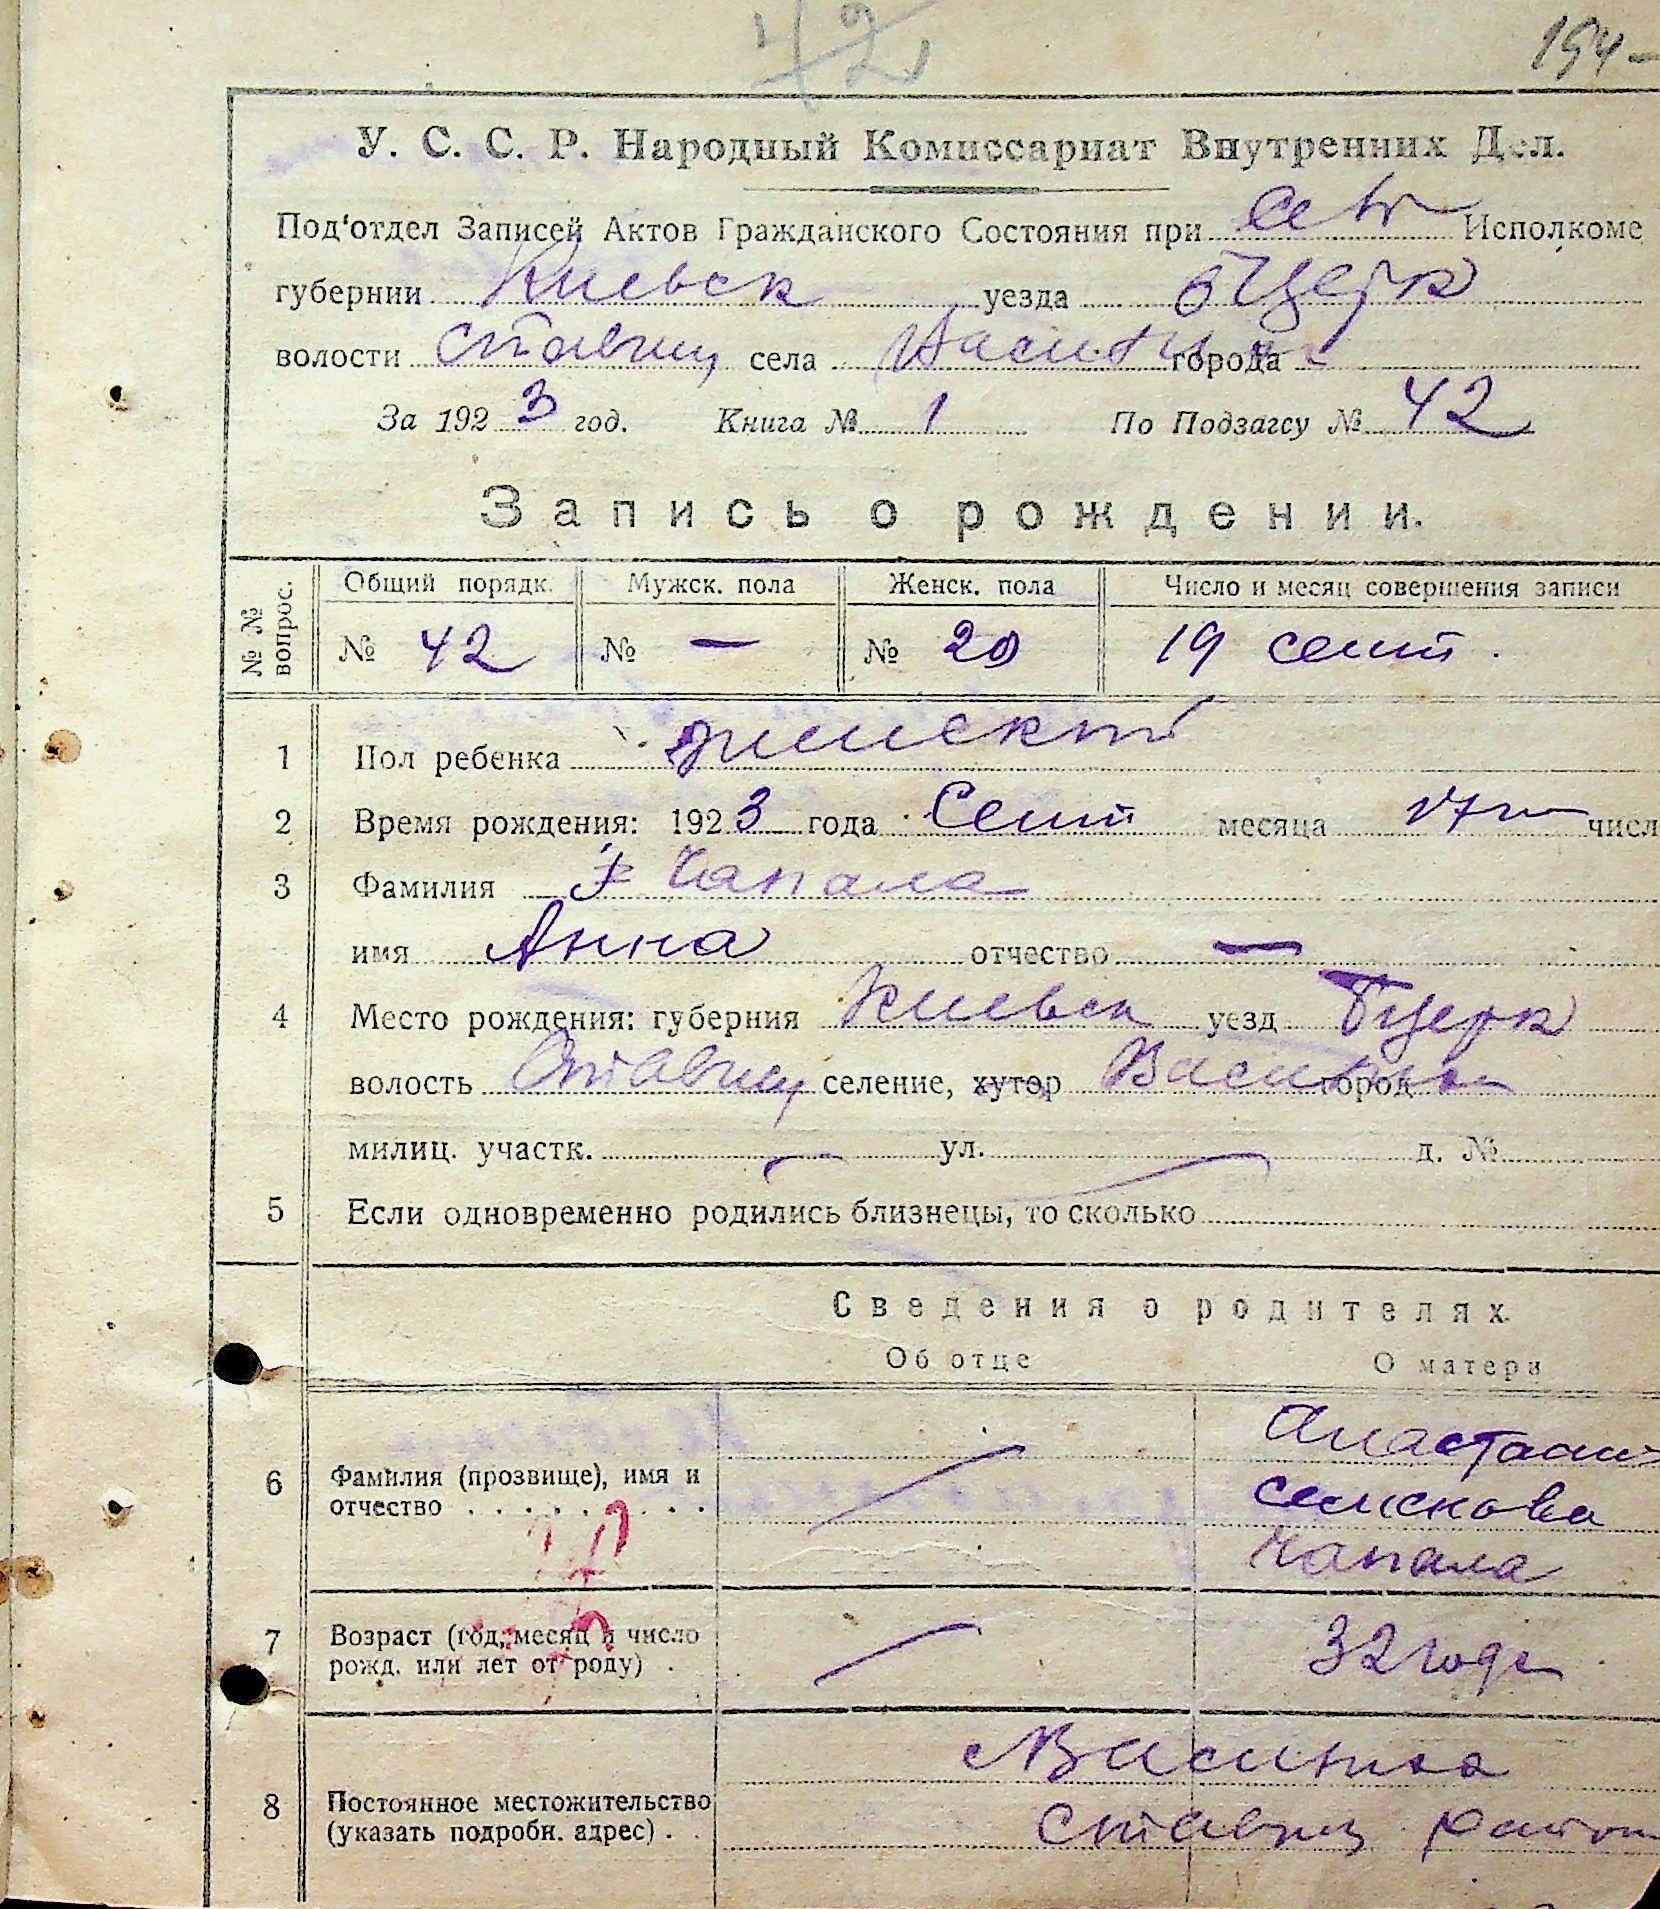 42
194-
У. С. С. Р. Народный Комиссариат Внутренних Дел.
Под'отдел Записей Актов Гражданского Состояния при Исполкоме
губернии Киевск уезда бцерк
волости Ставищ села города
За 1923 год. Книга № 1 По Подзагсу № 42
Запись о рождении.
№№ вопрос. Общий порядк. Мужск. пола Женск. пола Число и месяц совершения записи
№ 42 № — № 20 19 сент.
1 Пол ребенка женский
2 Время рождения: 1923 года Сент месяца 17го числ
3 Фамилия Чапала
имя Анна отчество —
4 Место рождения: губерния Киевск уезд Бцерк
волость Ставищ селение, хутор город
милиц. участк. — ул. — д. №
5 Если одновременно родились близнецы, то сколько
Сведения о родителях.
Об отце О матери
6 Фамилия (прозвище), имя и отчество . . . . . . . . . Анастасия
Семенова
Чапала
7 Возраст (год, месяц и число рожд. или лет от роду) . 32 года
8 Постоянное местожительство (указать подробн. адрес) . .
Ставищ район